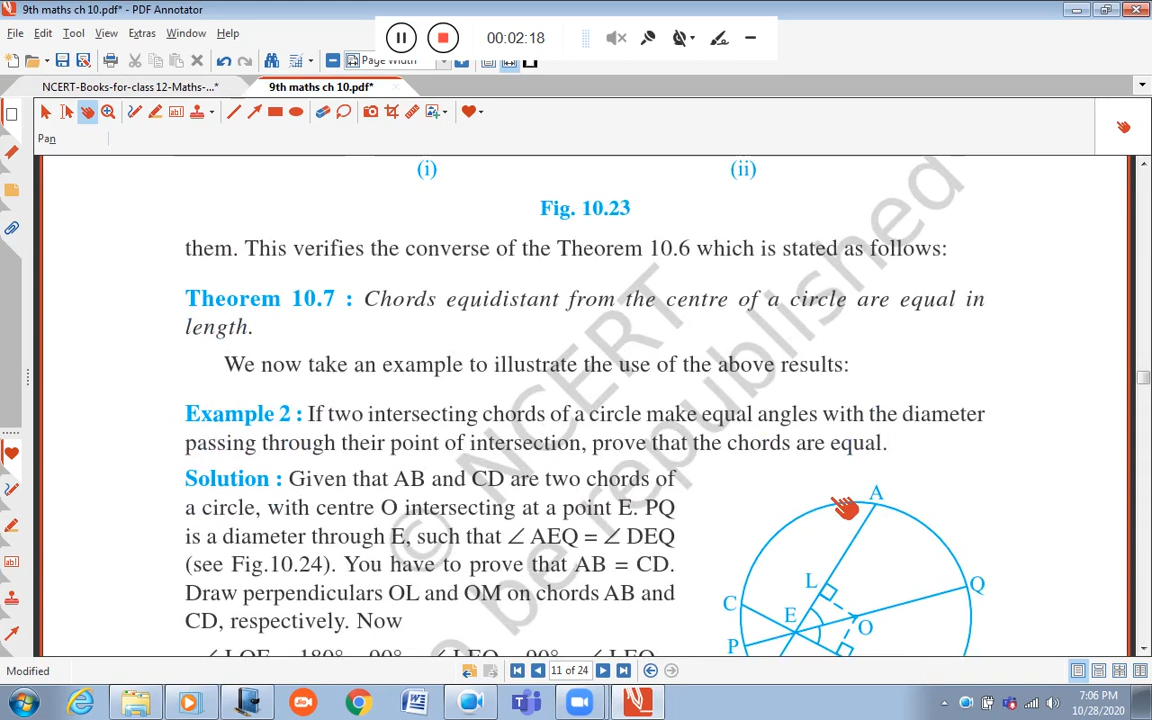 9th maths ch 10.pdf* - PDF Annotator
File Edit Tool View Extras Window Help
00:02:18
Page Width
NCERT-Books-for-class 12-Maths-...*
9th maths ch 10.pdf*
Pan
(i)
(ii)
Fig. 10.23
them. This verifies the converse of the Theorem 10.6 which is stated as follows:
Theorem 10.7 : Chords equidistant from the centre of a circle are equal in
length.
We now take an example to illustrate the use of the above results:
Example 2 : If two intersecting chords of a circle make equal angles with the diameter
passing through their point of intersection, prove that the chords are equal.
Solution : Given that AB and CD are two chords of
a circle, with centre O intersecting at a point E. PQ
is a diameter through E, such that ∠ AEQ = ∠ DEQ
(see Fig.10.24). You have to prove that AB = CD.
Draw perpendiculars OL and OM on chords AB and
CD, respectively. Now
∠ LOE = 180° – 90° – ∠ LEO = 90° – ∠ LEO
A
L
Q
C
E
O
P
© NCERT
be republished
Modified
11 of 24
7:06 PM
10/28/2020